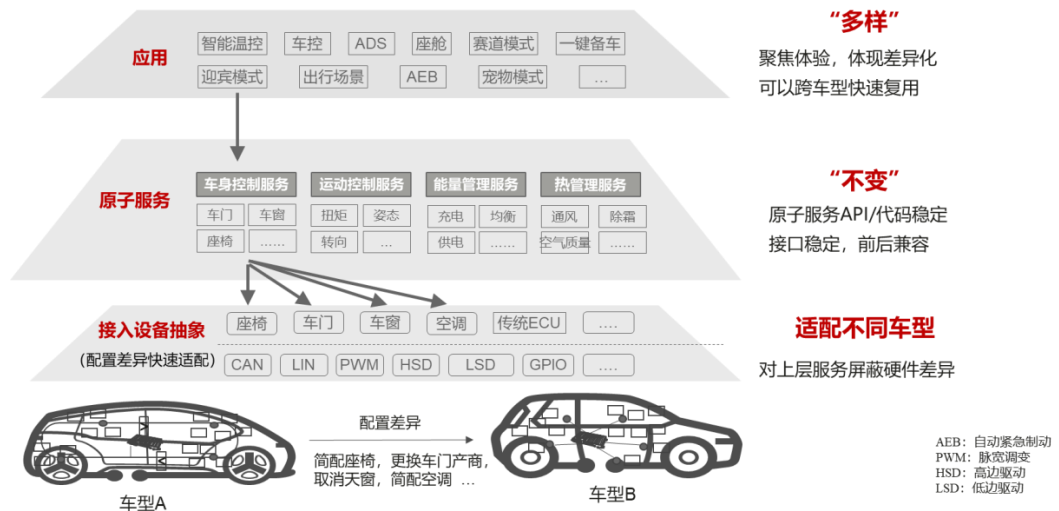 应用
智能温控 车控 ADS 座舱 赛道模式 一键备车
迎宾模式 出行场景 AEB 宠物模式 …
“多样”
聚焦体验，体现差异化
可以跨车型快速复用
原子服务
车身控制服务 运动控制服务 能量管理服务 热管理服务
车门 车窗 扭矩 姿态 充电 均衡 通风 除霜
座椅 …… 转向 … 供电 …… 空气质量 ……
“不变”
原子服务API/代码稳定
接口稳定，前后兼容
接入设备抽象
(配置差异快速适配)
座椅 车门 车窗 空调 传统ECU ….
CAN LIN PWM HSD LSD GPIO ….
适配不同车型
对上层服务屏蔽硬件差异
配置差异
简配座椅，更换车门产商，
取消天窗，简配空调 …
车型A
车型B
AEB：自动紧急制动
PWM：脉宽调变
HSD：高边驱动
LSD：低边驱动